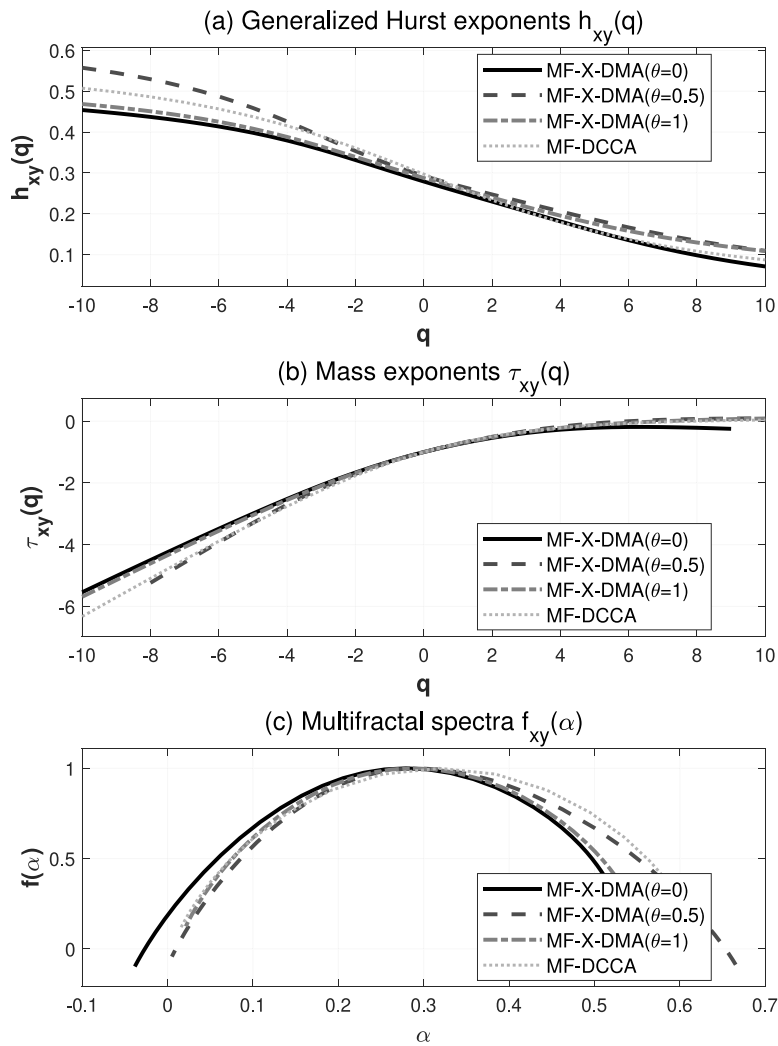 (a) Generalized Hurst exponents h_xy(q)
0.6
0.5
0.4
0.3
0.2
0.1
h_xy(q)
MF-X-DMA(θ=0)
MF-X-DMA(θ=0.5)
MF-X-DMA(θ=1)
MF-DCCA
-10 -8 -6 -4 -2 0 2 4 6 8 10
q
(b) Mass exponents τ_xy(q)
0
-2
-4
-6
τ_xy(q)
MF-X-DMA(θ=0)
MF-X-DMA(θ=0.5)
MF-X-DMA(θ=1)
MF-DCCA
-10 -8 -6 -4 -2 0 2 4 6 8 10
q
(c) Multifractal spectra f_xy(α)
1
0.5
0
f(α)
MF-X-DMA(θ=0)
MF-X-DMA(θ=0.5)
MF-X-DMA(θ=1)
MF-DCCA
-0.1 0 0.1 0.2 0.3 0.4 0.5 0.6 0.7
α